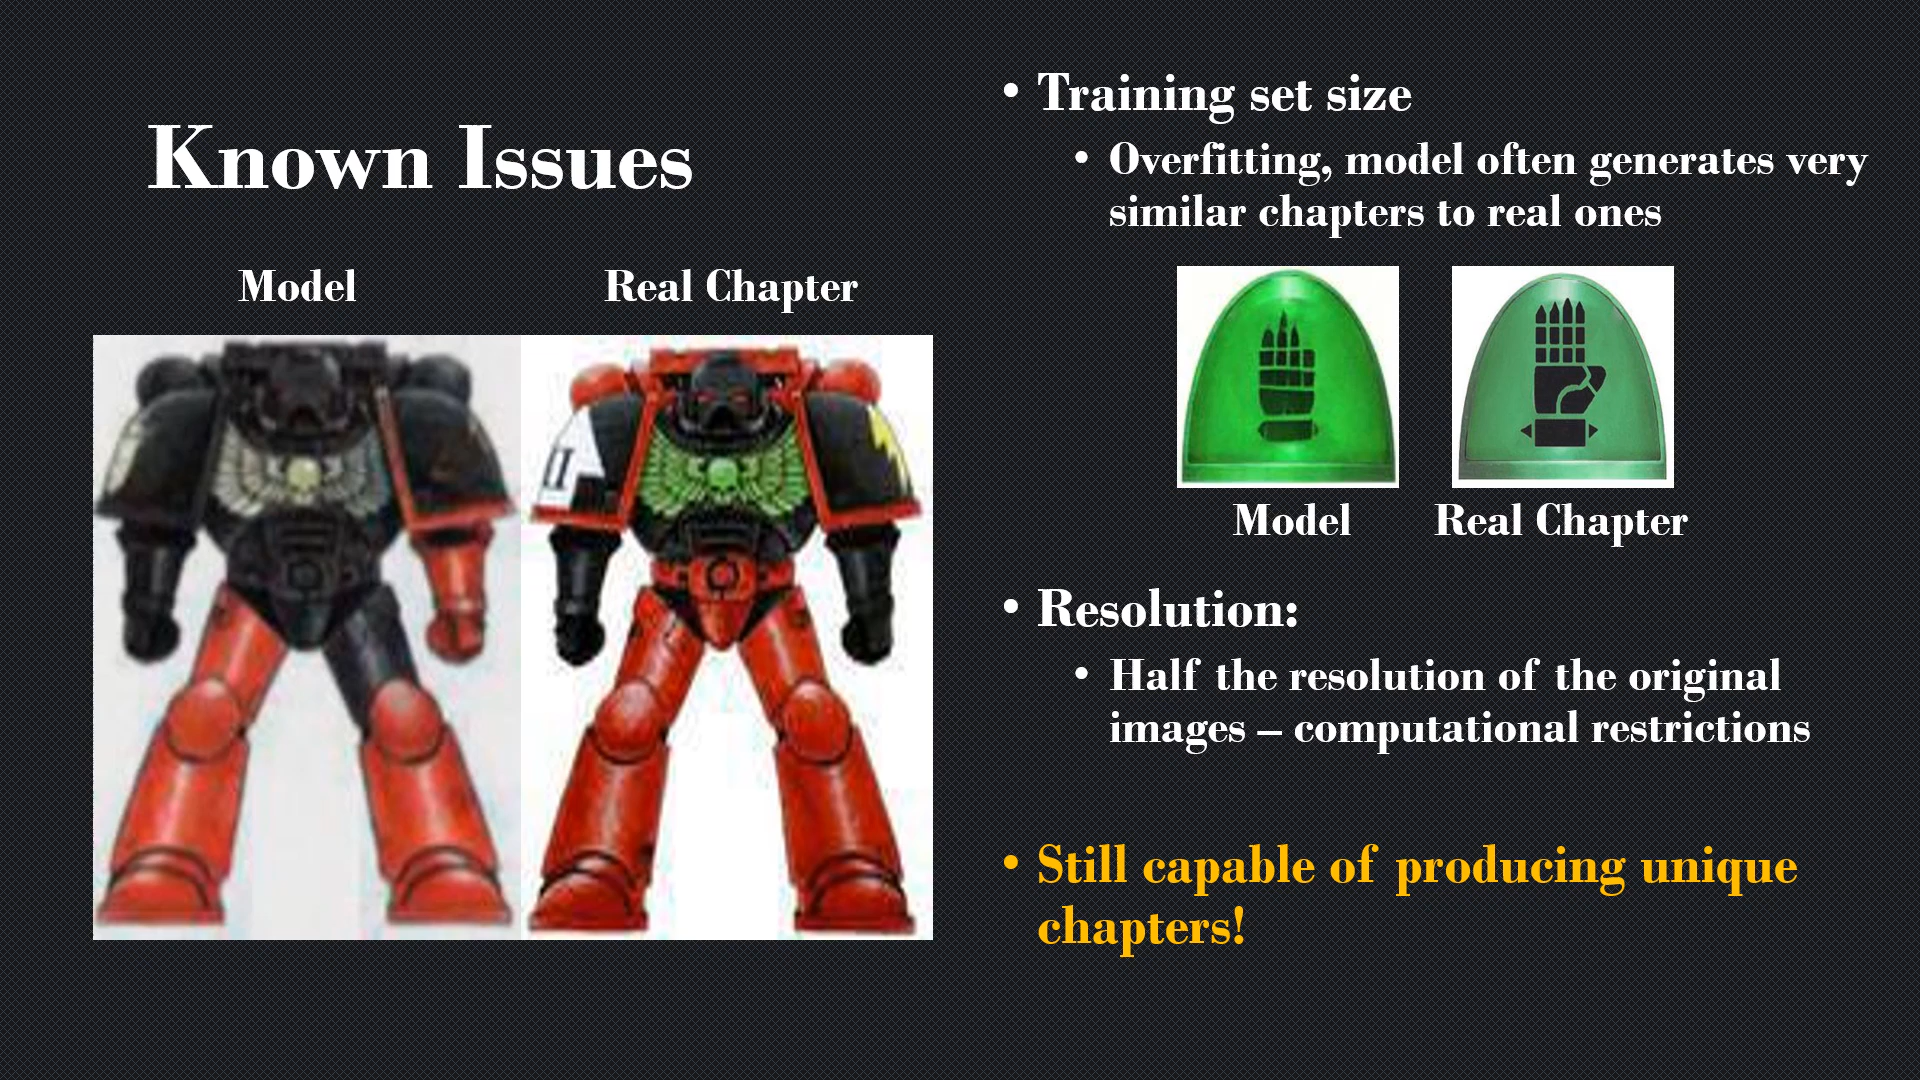 Known Issues
Model
Real Chapter
II
• Training set size
• Overfitting, model often generates very
similar chapters to real ones
Model
Real Chapter
• Resolution:
• Half the resolution of the original
images – computational restrictions
• Still capable of producing unique
chapters!